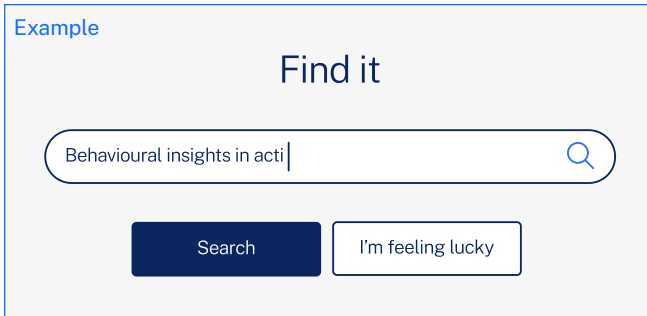 Example
Find it
Behavioural insights in acti
Search
I’m feeling lucky